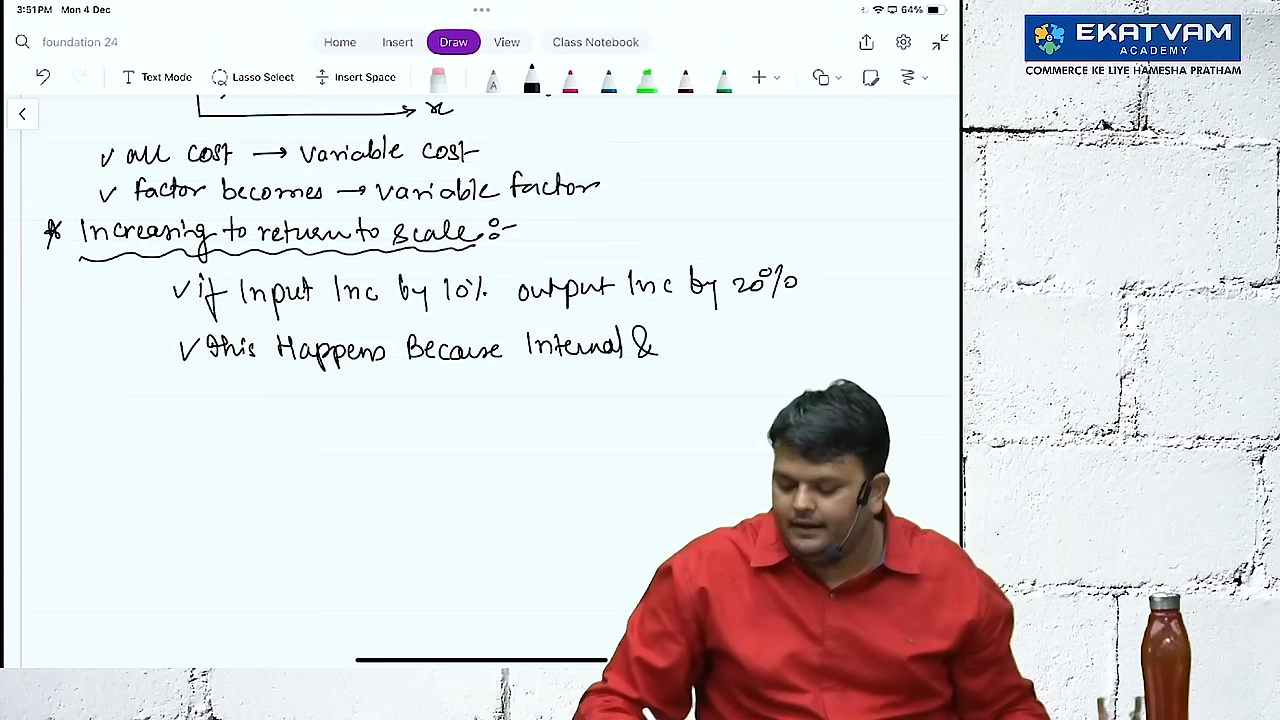 3:51PM Mon 4 Dec
64%
EKATVAM
ACADEMY
COMMERCE KE LIYE HAMESHA PRATHAM
foundation 24
Home Insert Draw View Class Notebook
Text Mode Lasso Select Insert Space
A
x
✓ all cost → variable cost
✓ factor becomes → variable factor
* Increasing to return to scale :-
✓ if Input Inc by 10% output Inc by 20%
✓ this Happens Because Internal &